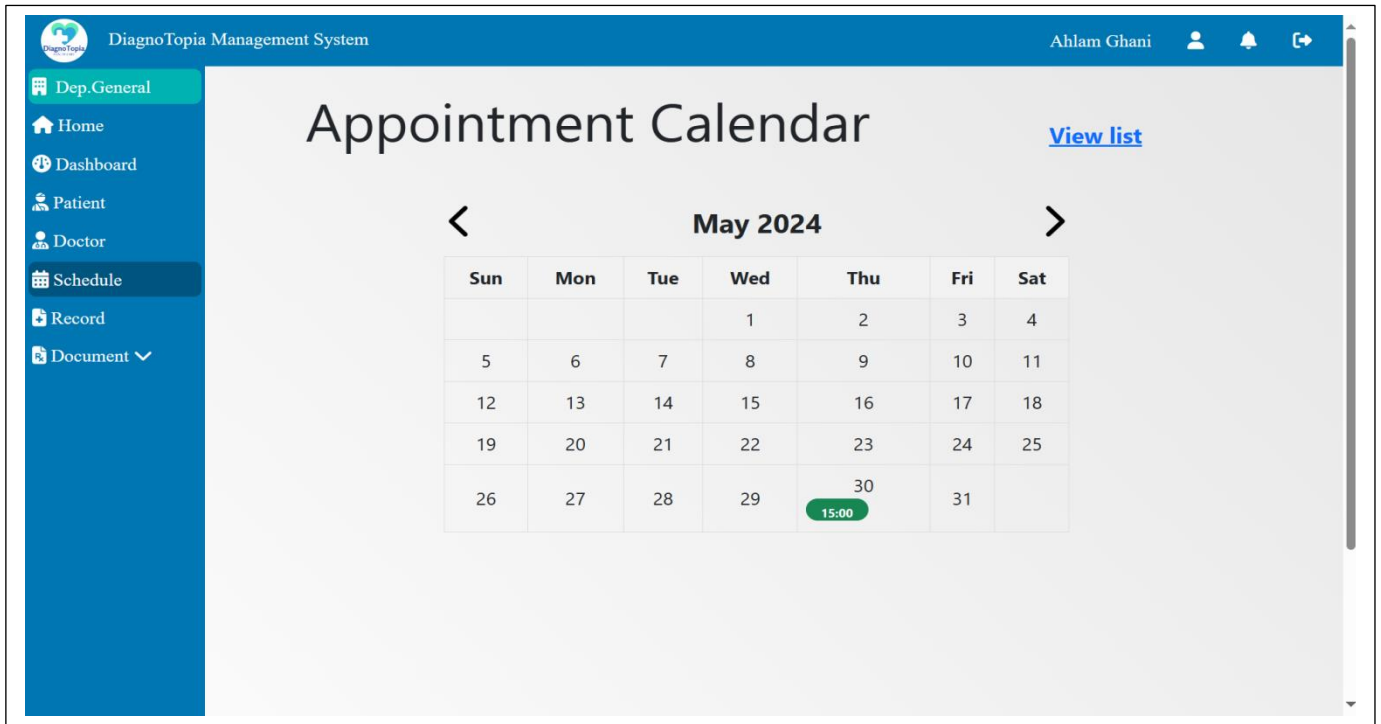 DiagnoTopia
DiagnoTopia Management System
Ahlam Ghani
Dep.General
Home
Dashboard
Patient
Doctor
Schedule
Record
Document
Appointment Calendar
View list
May 2024
Sun Mon Tue Wed Thu Fri Sat
1 2 3 4
5 6 7 8 9 10 11
12 13 14 15 16 17 18
19 20 21 22 23 24 25
26 27 28 29 30 31
15:00